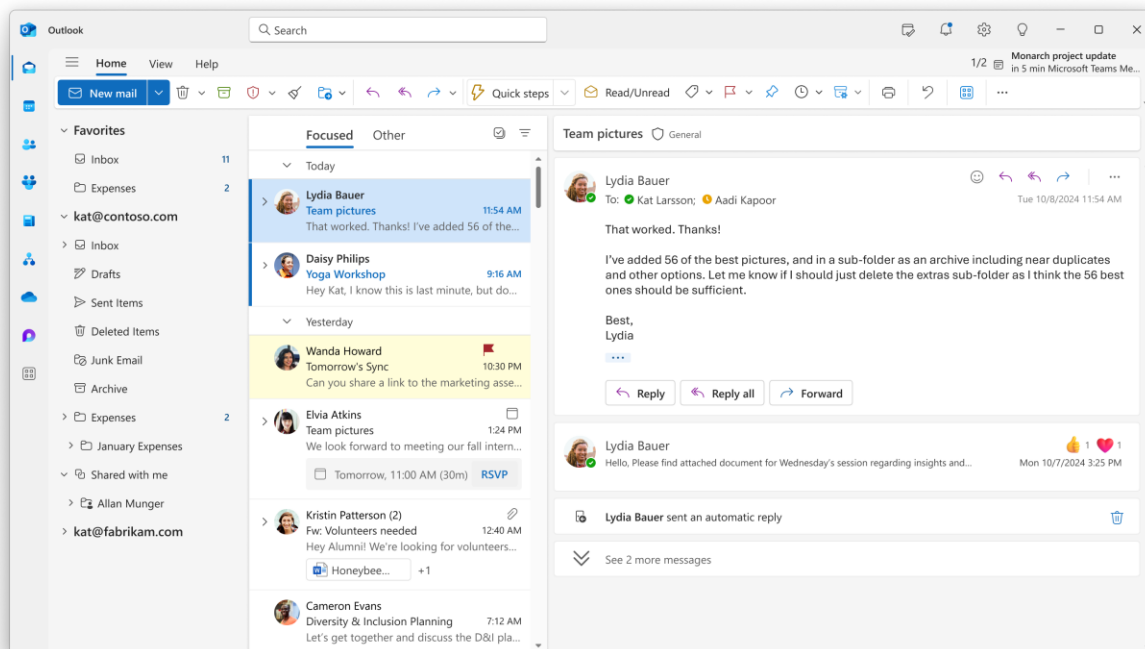 Outlook
Search
Home
View
Help
1/2
Monarch project update
in 5 min Microsoft Teams Me...
New mail
Quick steps
Read/Unread
Favorites
Inbox 11
Expenses 2
kat@contoso.com
Inbox
Drafts
Sent Items
Deleted Items
Junk Email
Archive
Expenses 2
January Expenses
Shared with me
Allan Munger
kat@fabrikam.com
Focused Other
Today
Lydia Bauer
Team pictures 11:54 AM
That worked. Thanks! I've added 56 of the...
Daisy Philips
Yoga Workshop 9:16 AM
Hey Kat, I know this is last minute, but do...
Yesterday
Wanda Howard
Tomorrow's Sync 10:30 PM
Can you share a link to the marketing asse...
Elvia Atkins
Team pictures 1:24 PM
We look forward to meeting our fall intern...
Tomorrow, 11:00 AM (30m) RSVP
Kristin Patterson (2)
Fw: Volunteers needed 12:40 AM
Hey Alumni! We're looking for volunteers...
Honeybee... +1
Cameron Evans
Diversity & Inclusion Planning 7:12 AM
Let's get together and discuss the D&I pla...
Team pictures General
Lydia Bauer
To: Kat Larsson; Aadi Kapoor
Tue 10/8/2024 11:54 AM
That worked. Thanks!
I've added 56 of the best pictures, and in a sub-folder as an archive including near duplicates
and other options. Let me know if I should just delete the extras sub-folder as I think the 56 best
ones should be sufficient.
Best,
Lydia
Reply
Reply all
Forward
Lydia Bauer 1 1
Hello, Please find attached document for Wednesday's session regarding insights and...
Mon 10/7/2024 3:25 PM
Lydia Bauer sent an automatic reply
See 2 more messages